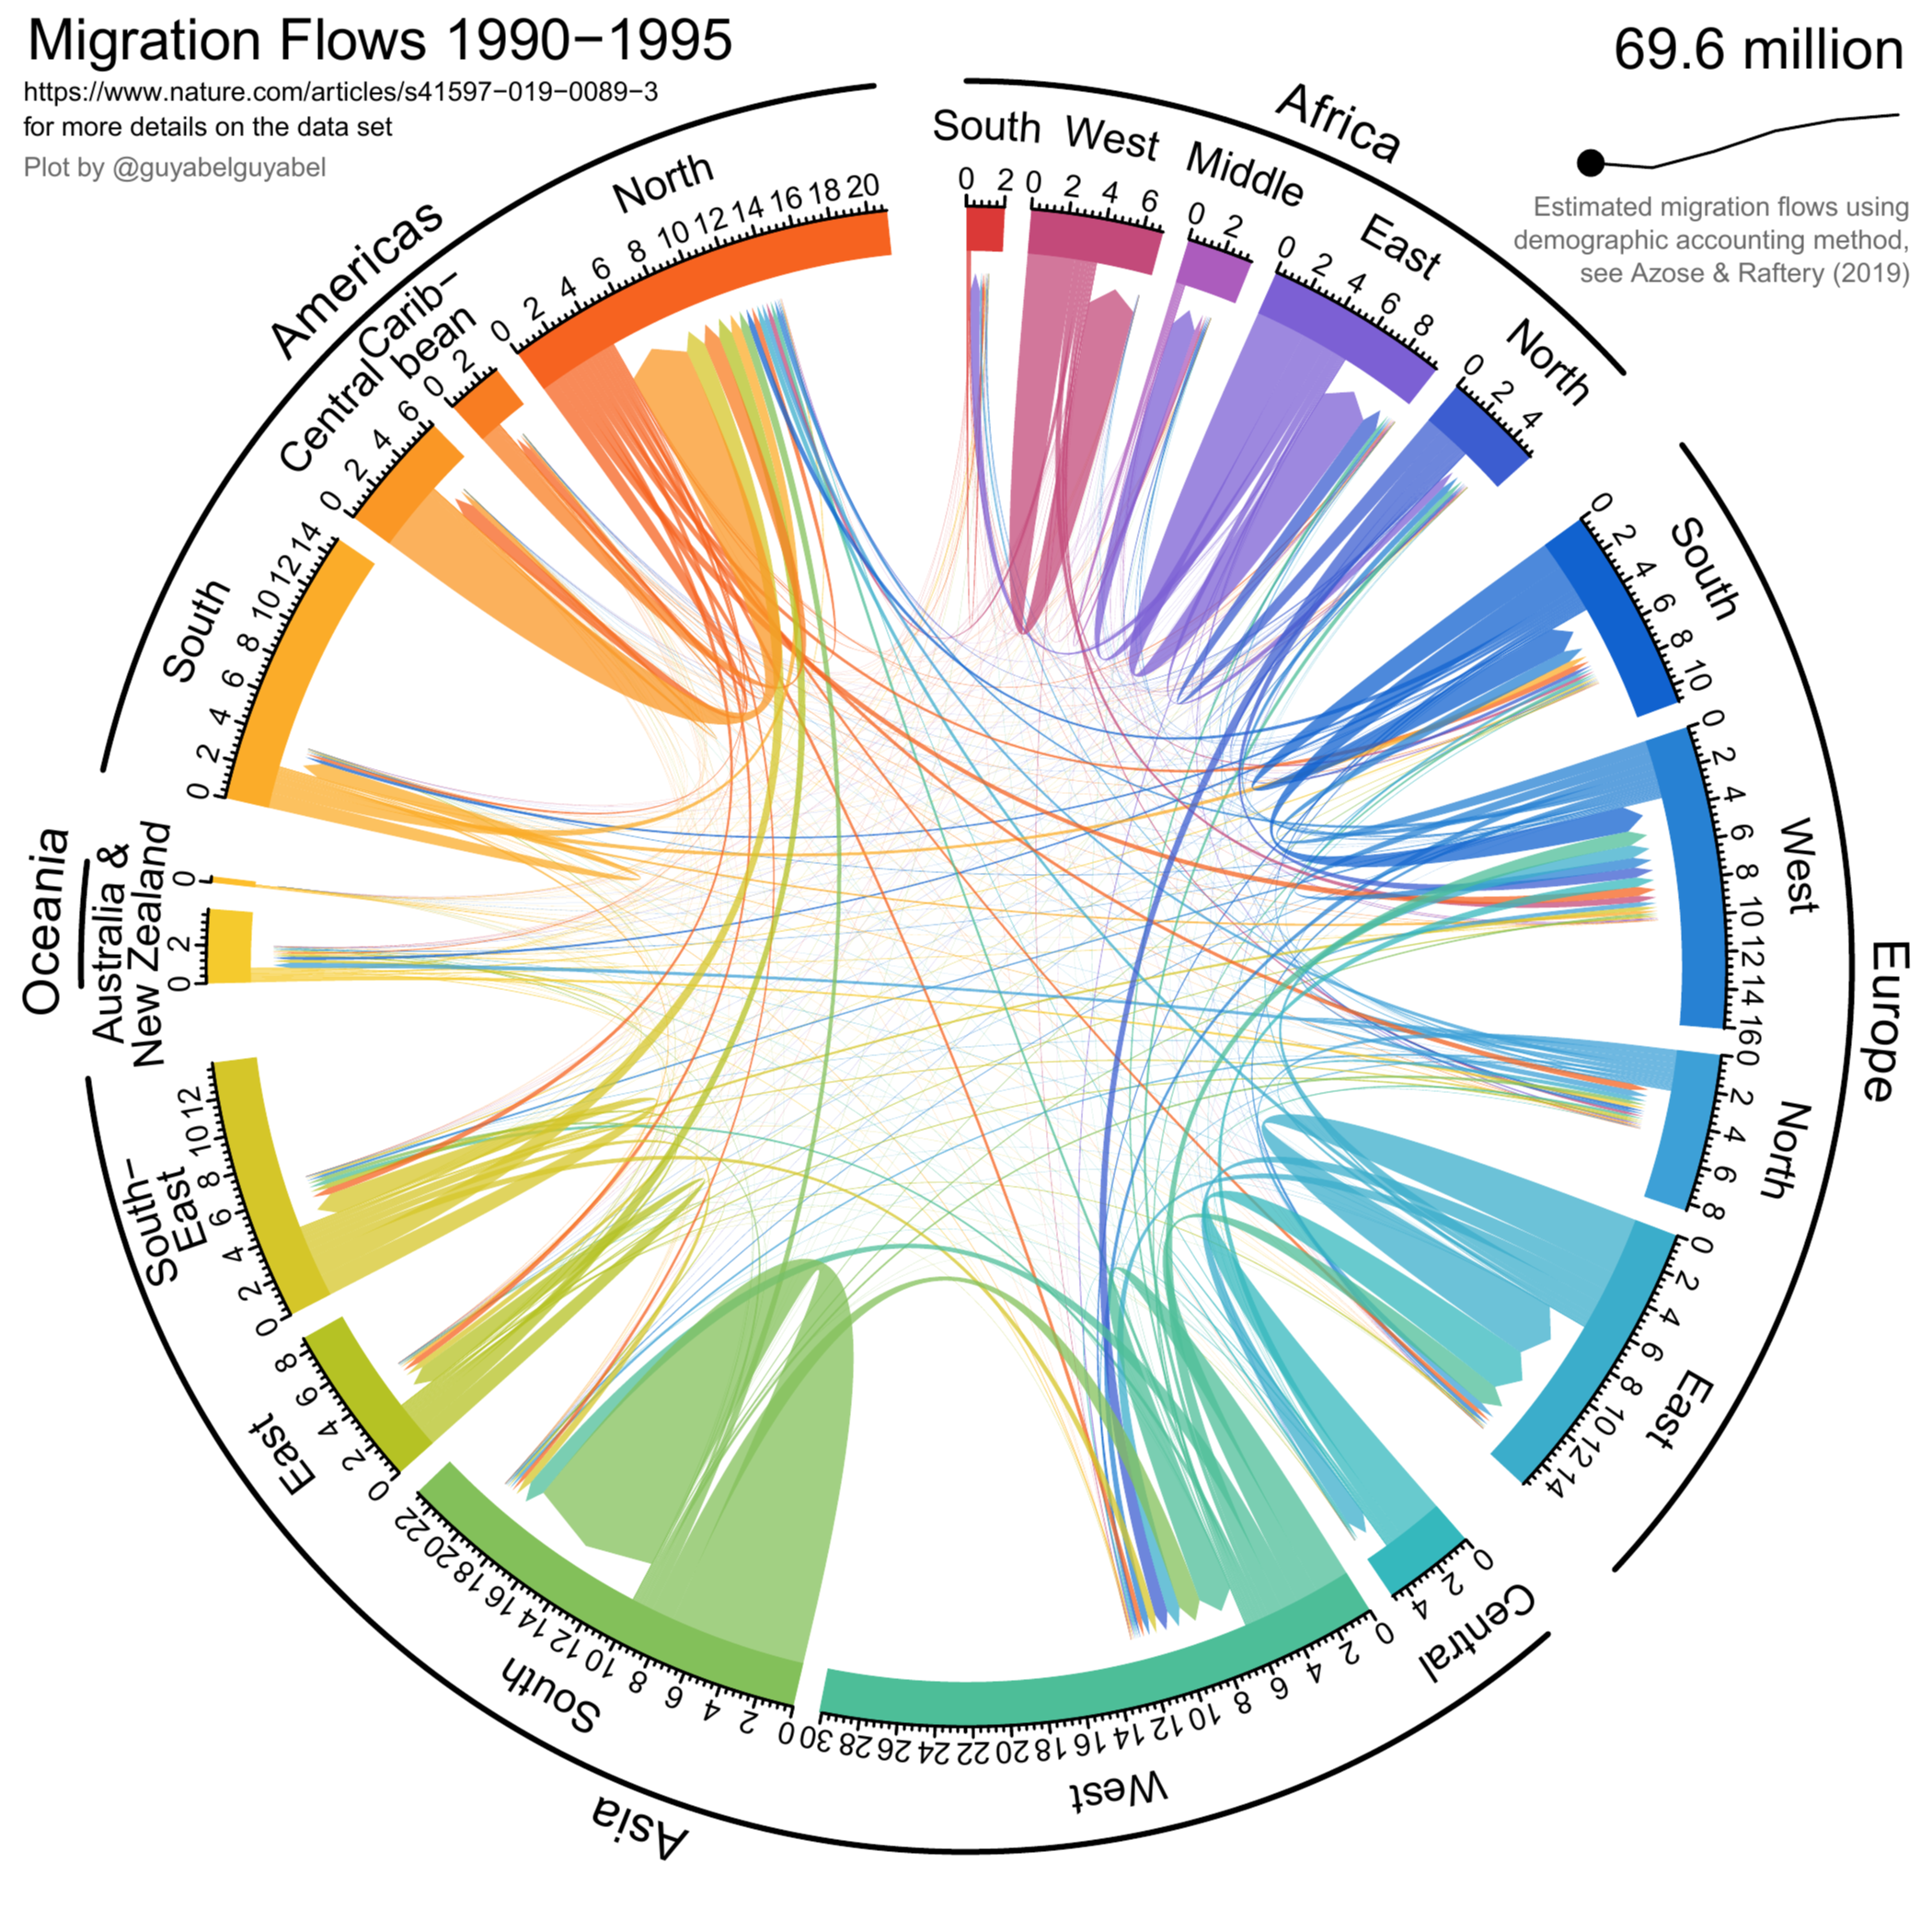 Migration Flows 1990−1995
https://www.nature.com/articles/s41597−019−0089−3
for more details on the data set
Plot by @guyabelguyabel
69.6 million
Estimated migration flows using
demographic accounting method,
see Azose & Raftery (2019)
Africa
South
0 2
West
0 2 4 6
Middle
0 2
East
0 2 4 6 8
North
0 2 4
Europe
South
0 2 4 6 8 10
West
0 2 4 6 8 10 12 14 16
North
0 2 4 6 8
East
0 2 4 6 8 10 12 14
Asia
Central
0 2 4
West
0 2 4 6 8 10 12 14 16 18 20 22 24 26 28 30
South
0 2 4 6 8 10 12 14 16 18 20 22
East
0 2 4 6 8
South−
East
0 2 4 6 8 10 12
Oceania
Australia &
New Zealand
0 2
0
Americas
South
0 2 4 6 8 10 12 14
Central
0 2 4 6
Carib−
bean
0 2
North
0 2 4 6 8 10 12 14 16 18 20